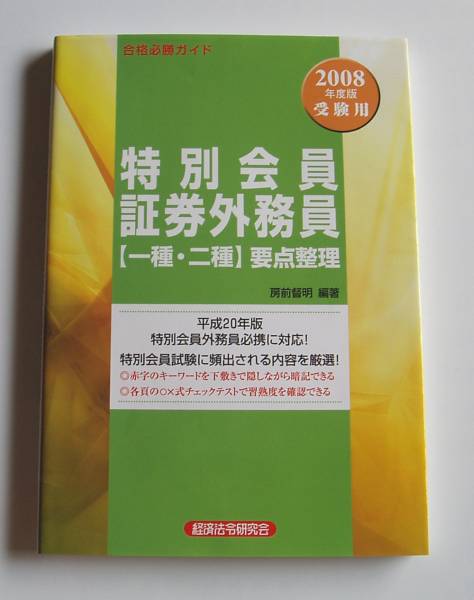 合格必勝ガイド
2008
年度版
受験用
特別会員
証券外務員
【一種・二種】要点整理
房前督明 編著
平成20年版
特別会員外務員必携に対応!
特別会員試験に頻出される内容を厳選!
◎赤字のキーワードを下敷きで隠しながら暗記できる
◎各頁の○×式チェックテストで習熟度を確認できる
経済法令研究会